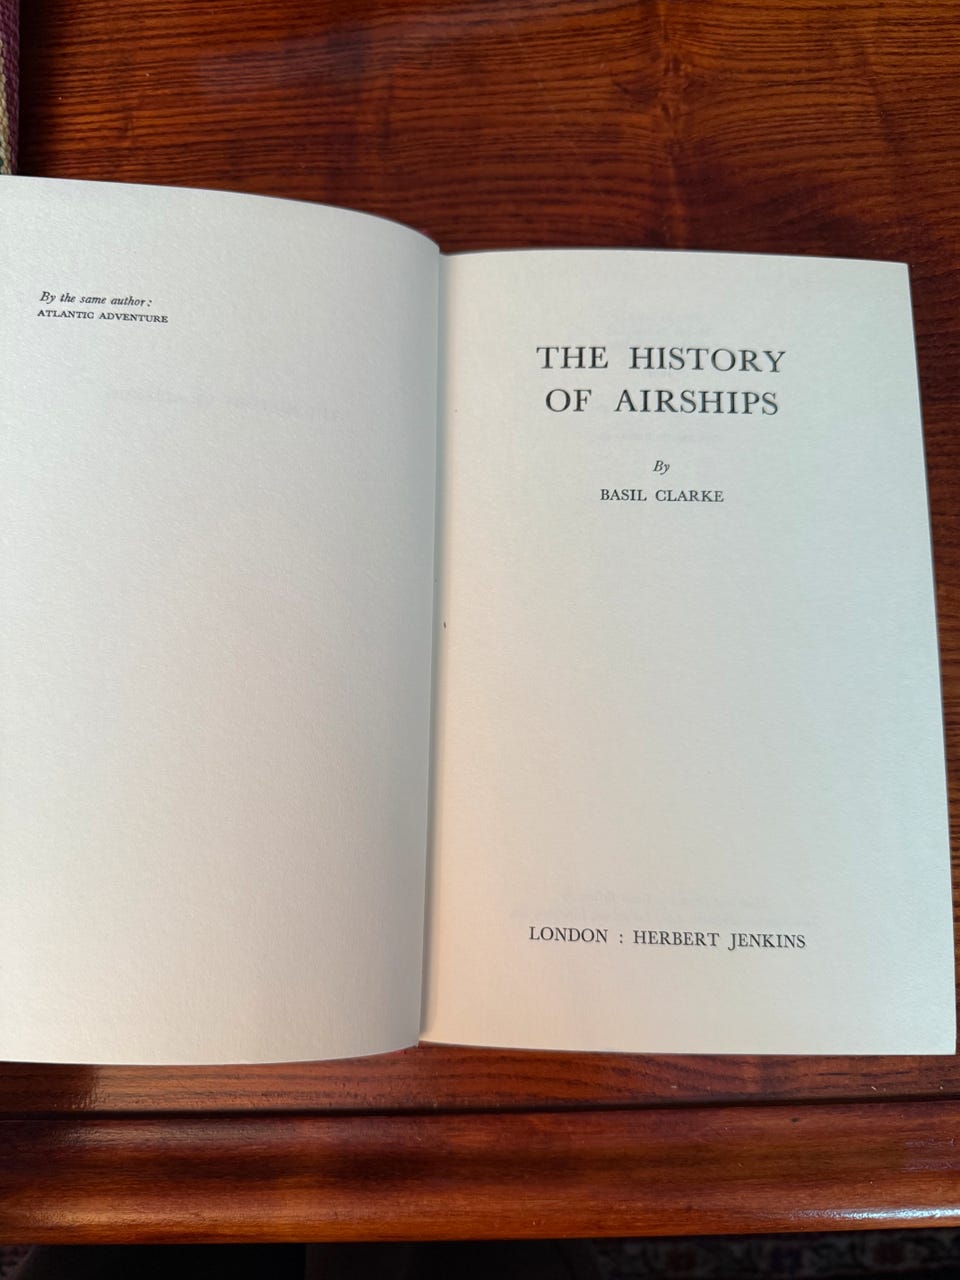 By the same author:
ATLANTIC ADVENTURE
THE HISTORY
OF AIRSHIPS
By
BASIL CLARKE
LONDON : HERBERT JENKINS